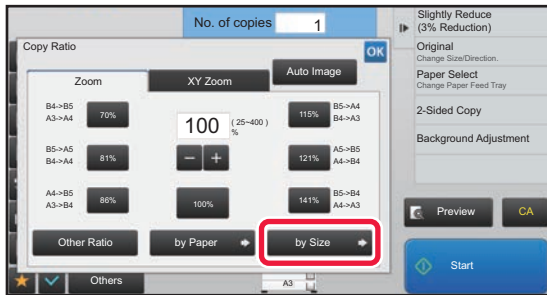 No. of copies 1
Copy Ratio
OK
Zoom
XY Zoom
Auto Image
B4->B5
A3->A4
70%
100
( 25~400 )
%
115%
B5->A4
B4->A3
B5->A5
B4->A4
81%
121%
A5->B5
A4->B4
A4->B5
A3->B4
86%
100%
141%
B5->B4
A4->A3
Other Ratio
by Paper
by Size
Others
A3
Slightly Reduce
(3% Reduction)
Original
Change Size/Direction.
Paper Select
Change Paper Feed Tray
2-Sided Copy
Background Adjustment
Preview
CA
Start